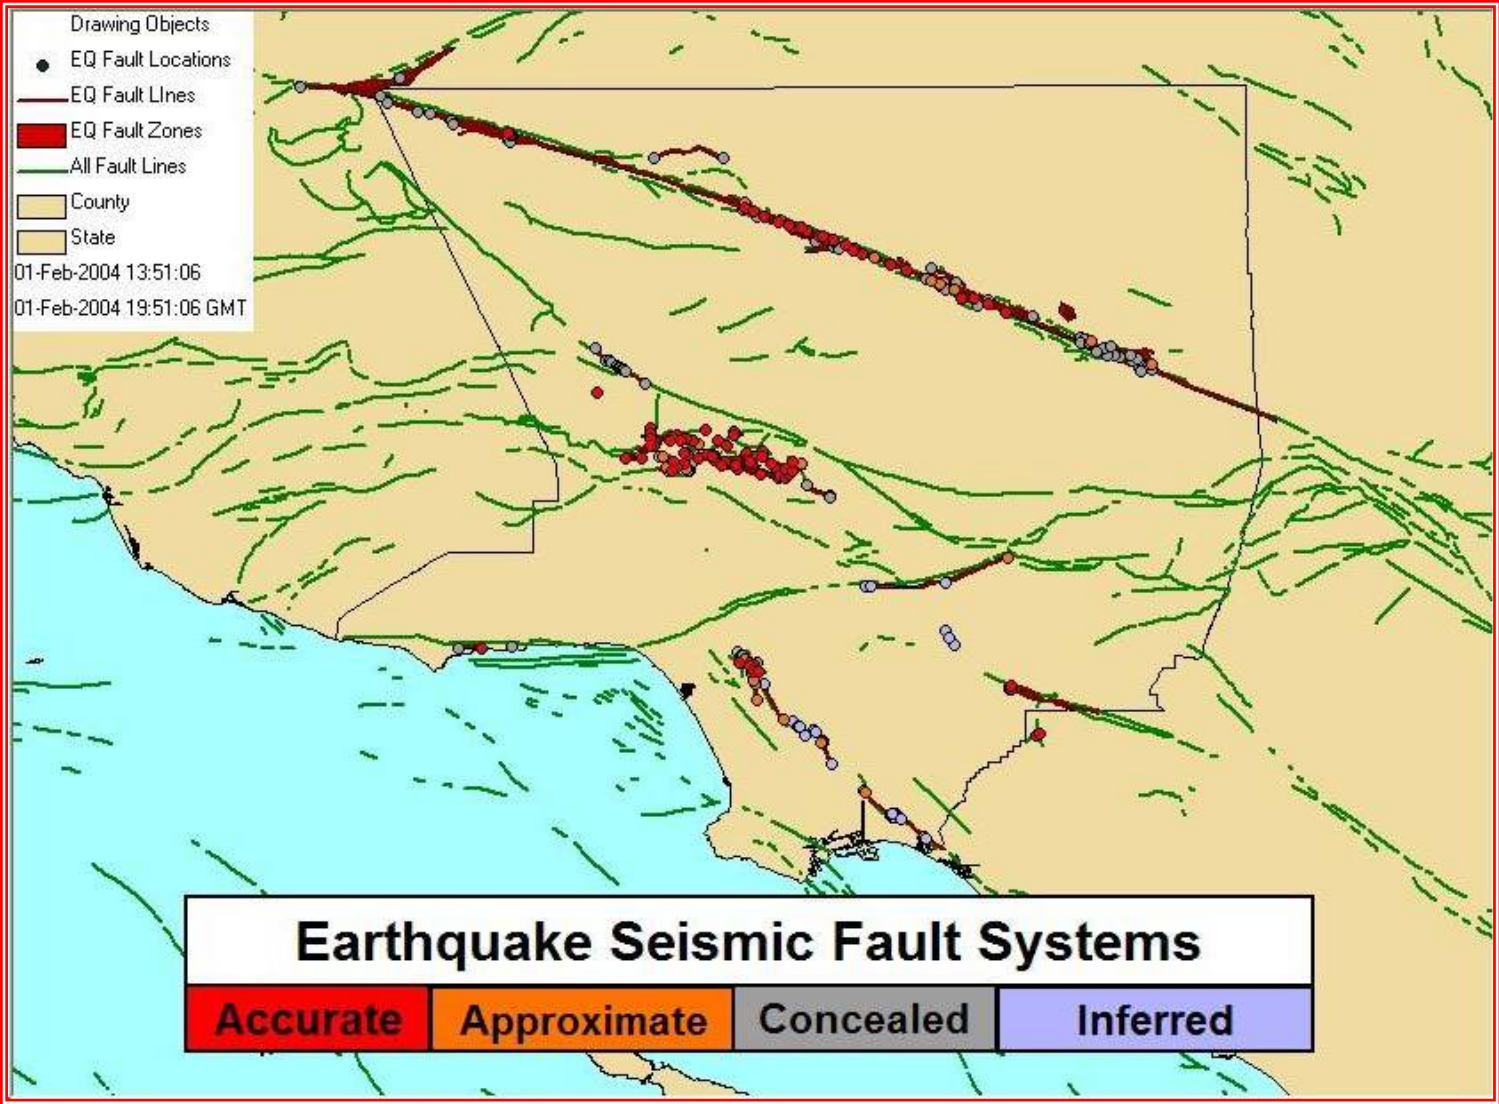 Drawing Objects
EQ Fault Locations
EQ Fault LInes
EQ Fault Zones
All Fault Lines
County
State
01-Feb-2004 13:51:06
01-Feb-2004 19:51:06 GMT
Earthquake Seismic Fault Systems
Accurate Approximate Concealed Inferred